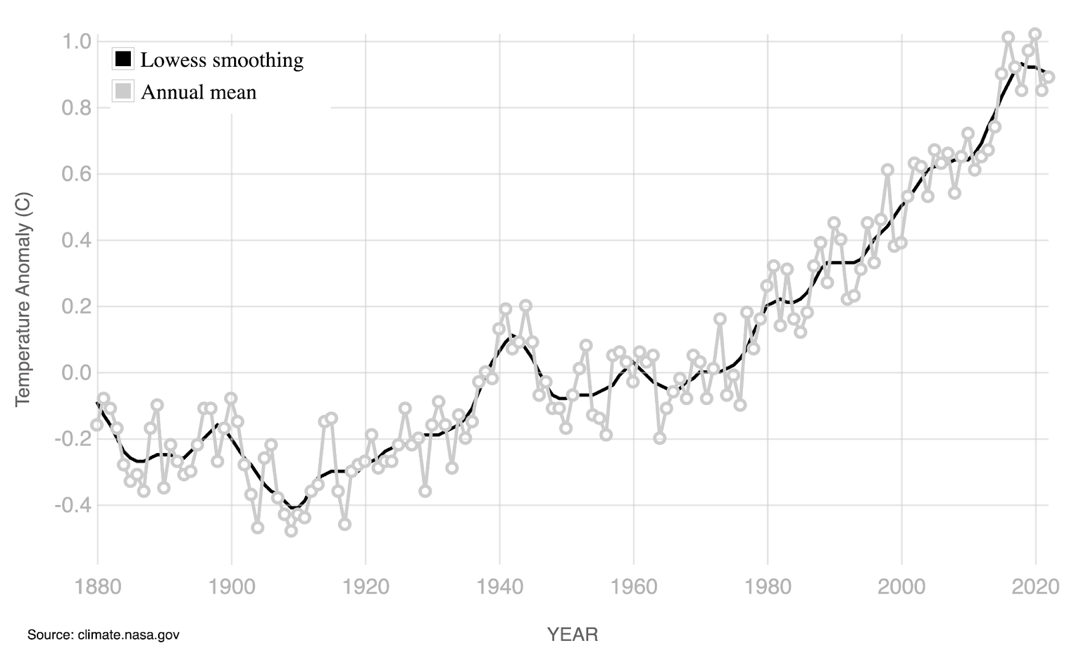 1.0
Lowess smoothing
Annual mean
0.8
0.6
0.4
0.2
0.0
-0.2
-0.4
Temperature Anomaly (C)
1880 1900 1920 1940 1960 1980 2000 2020
YEAR
Source: climate.nasa.gov